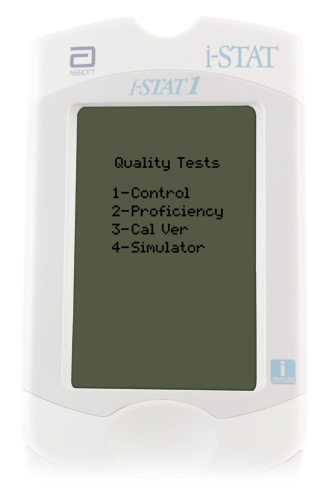 ABBOTT
i-STAT
i-STAT 1
Quality Tests
1-Control
2-Proficiency
3-Cal Ver
4-Simulator
i